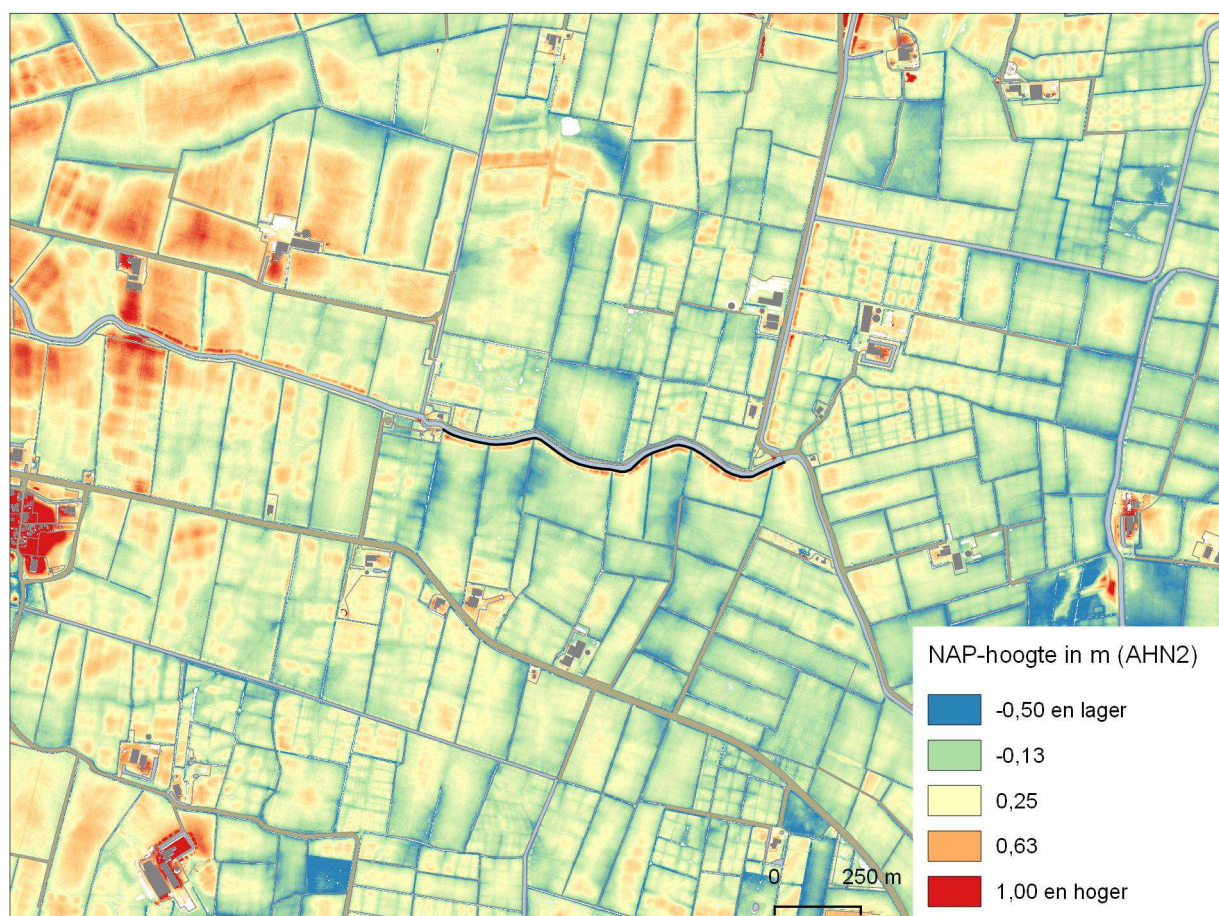 NAP-hoogte in m (AHN2)
-0,50 en lager
-0,13
0,25
0,63
1,00 en hoger
0 250 m